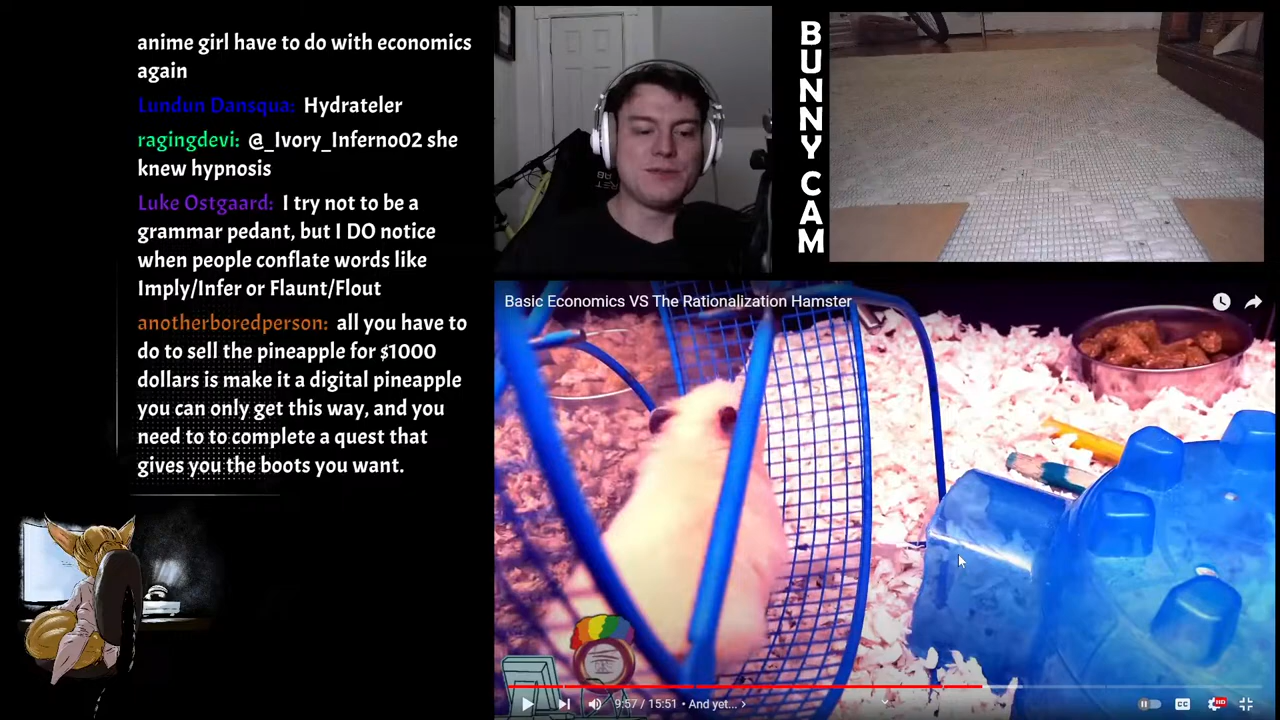 anime girl have to do with economics
again
Lundun Dansqua: Hydrateler
ragingdevi: @_Ivory_Inferno02 she
knew hypnosis
Luke Ostgaard: I try not to be a
grammar pedant, but I DO notice
when people conflate words like
Imply/Infer or Flaunt/Flout
anotherboredperson: all you have to
do to sell the pineapple for $1000
dollars is make it a digital pineapple
you can only get this way, and you
need to to complete a quest that
gives you the boots you want.
BUNNY CAM
Basic Economics VS The Rationalization Hamster
9:57 / 15:51 • And yet... >
CC
HD